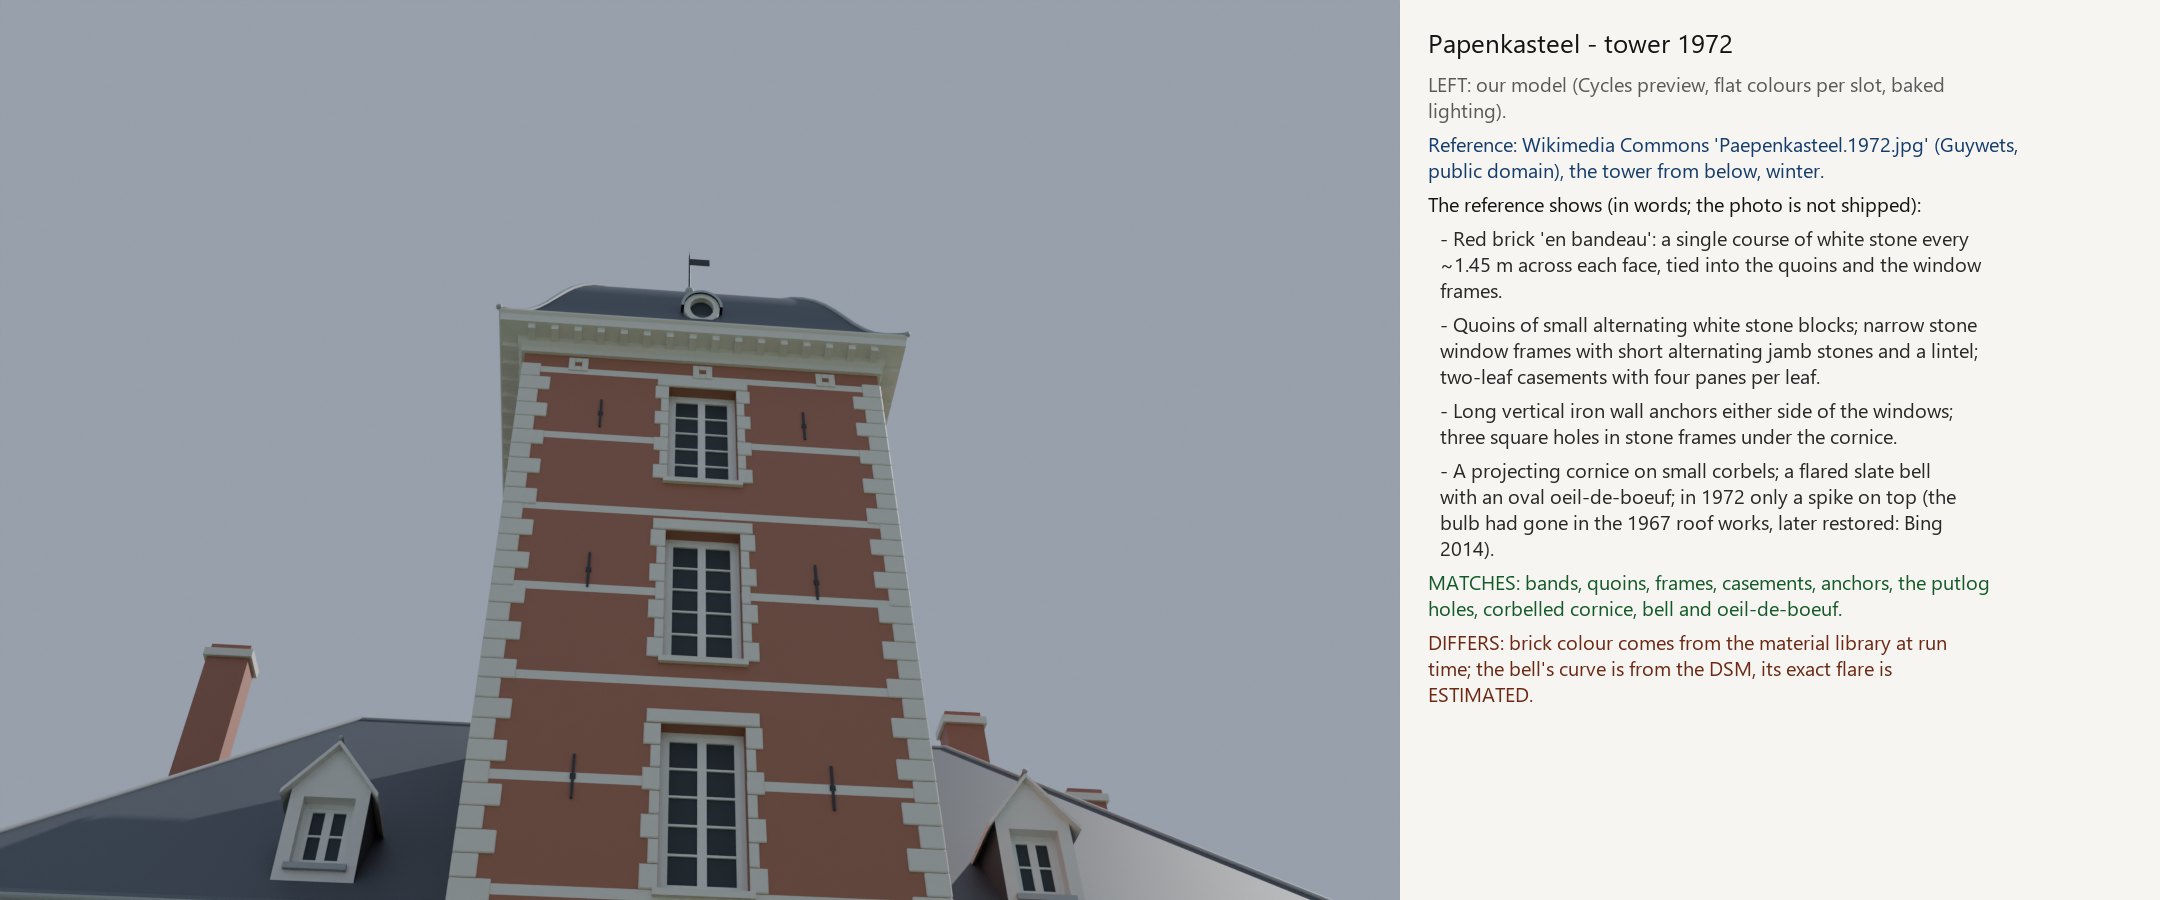 Papenkasteel - tower 1972
LEFT: our model (Cycles preview, flat colours per slot, baked
lighting).
Reference: Wikimedia Commons 'Paepenkasteel.1972.jpg' (Guywets,
public domain), the tower from below, winter.
The reference shows (in words; the photo is not shipped):
- Red brick 'en bandeau': a single course of white stone every
~1.45 m across each face, tied into the quoins and the window
frames.
- Quoins of small alternating white stone blocks; narrow stone
window frames with short alternating jamb stones and a lintel;
two-leaf casements with four panes per leaf.
- Long vertical iron wall anchors either side of the windows;
three square holes in stone frames under the cornice.
- A projecting cornice on small corbels; a flared slate bell
with an oval oeil-de-boeuf; in 1972 only a spike on top (the
bulb had gone in the 1967 roof works, later restored: Bing
2014).
MATCHES: bands, quoins, frames, casements, anchors, the putlog
holes, corbelled cornice, bell and oeil-de-boeuf.
DIFFERS: brick colour comes from the material library at run
time; the bell's curve is from the DSM, its exact flare is
ESTIMATED.